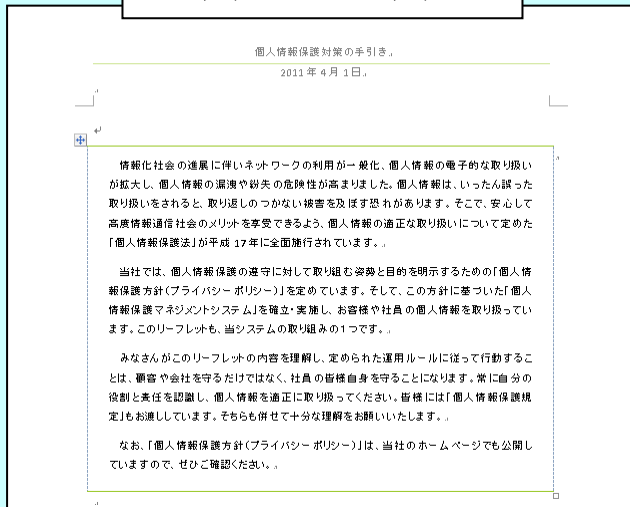 個人情報保護対策の手引き
2011年4月1日
情報化社会の進展に伴いネットワークの利用が一般化、個人情報の電子的な取り扱い
が拡大し、個人情報の漏洩や紛失の危険性が高まりました。個人情報は、いったん誤った
取り扱いをされると、取り返しのつかない被害を及ぼす恐れがあります。そこで、安心して
高度情報通信社会のメリットを享受できるよう、個人情報の適正な取り扱いについて定めた
「個人情報保護法」が平成 17年に全面施行されています。
当社では、個人情報保護の遵守に対して取り組む姿勢と目的を明示するための「個人情
報保護方針(プライバシーポリシー)」を定めています。そして、この方針に基づいた「個人
情報保護マネジメントシステム」を確立・実施し、お客様や社員の個人情報を取り扱ってい
ます。このリーフレットも、当システムの取り組みの1つです。
みなさんがこのリーフレットの内容を理解し、定められた運用ルールに従って行動するこ
とは、顧客や会社を守るだけではなく、社員の皆様自身を守ることになります。常に自分の
役割と責任を認識し、個人情報を適正に取り扱ってください。皆様には「個人情報保護規
定」もお渡ししています。そちらも併せて十分な理解をお願いいたします。
なお、「個人情報保護方針(プライバシーポリシー)」は、当社のホームページでも公開し
ていますので、ぜひご確認ください。